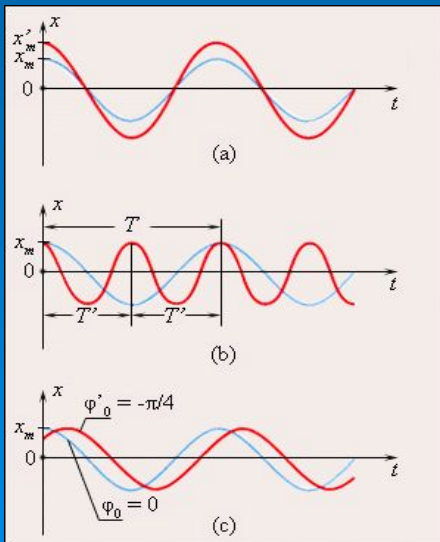 x
x'm
xm
0
t
(a)
x
T
xm
0
t
T' T'
(b)
x
φ'0 = -π/4
xm
0
t
φ0 = 0
(c)